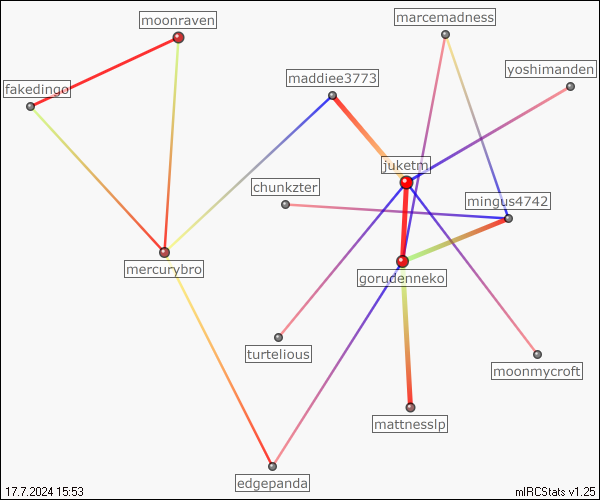 moonraven
marcemadness
yoshimanden
maddiee3773
fakedingo
juketm
chunkzter
mingus4742
mercurybro
gorudenneko
turtelious
moonmycroft
mattnesslp
edgepanda
17.7.2024 15:53
mIRCStats v1.25